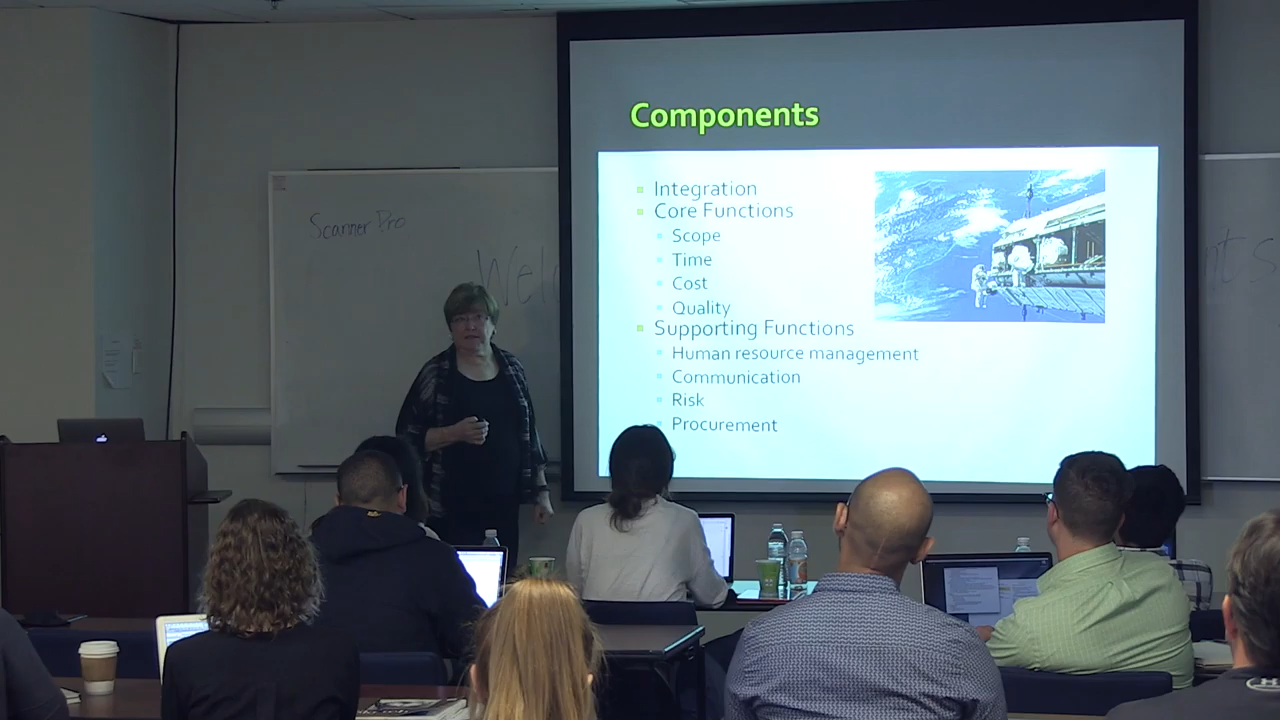 Components
Integration
Core Functions
Scope
Time
Cost
Quality
Supporting Functions
Human resource management
Communication
Risk
Procurement
Scanner Pro